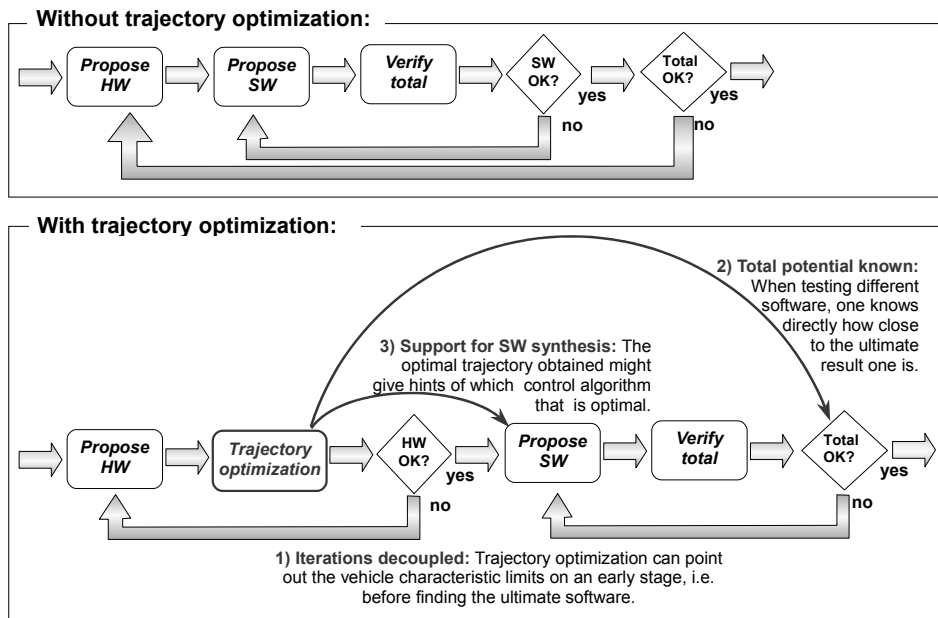 Without trajectory optimization:
Propose
HW
Propose
SW
Verify
total
SW
OK?
yes
no
Total
OK?
yes
no
With trajectory optimization:
2) Total potential known:
When testing different
software, one knows
directly how close
to the ultimate
result one is.
3) Support for SW synthesis: The
optimal trajectory obtained might
give hints of which control algorithm
that is optimal.
Propose
HW
Trajectory
optimization
HW
OK?
yes
no
Propose
SW
Verify
total
Total
OK?
yes
no
1) Iterations decoupled: Trajectory optimization can point
out the vehicle characteristic limits on an early stage, i.e.
before finding the ultimate software.